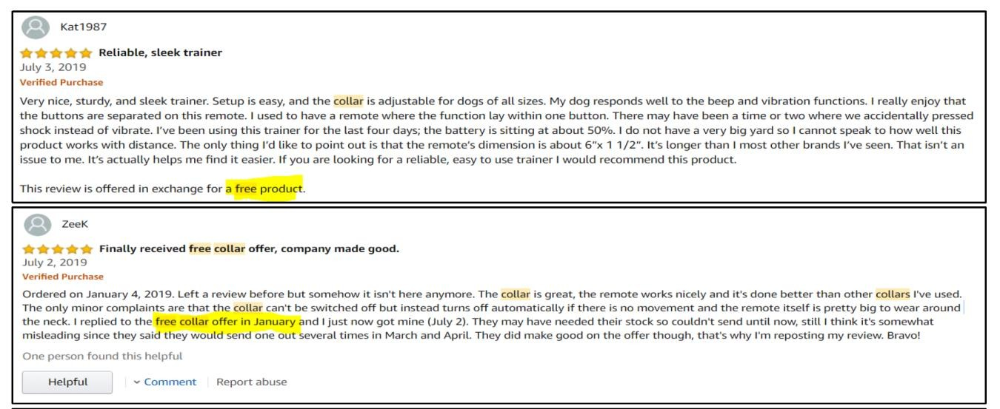 Kat1987
Reliable, sleek trainer
July 3, 2019
Verified Purchase
Very nice, sturdy, and sleek trainer. Setup is easy, and the collar is adjustable for dogs of all sizes. My dog responds well to the beep and vibration functions. I really enjoy that
the buttons are separated on this remote. I used to have a remote where the function lay within one button. There may have been a time or two where we accidentally pressed
shock instead of vibrate. I’ve been using this trainer for the last four days; the battery is sitting at about 50%. I do not have a very big yard so I cannot speak to how well this
product works with distance. The only thing I’d like to point out is that the remote’s dimension is about 6”x 1 1/2”. It’s longer than I most other brands I’ve seen. That isn’t an
issue to me. It’s actually helps me find it easier. If you are looking for a reliable, easy to use trainer I would recommend this product.
This review is offered in exchange for a free product.
ZeeK
Finally received free collar offer, company made good.
July 2, 2019
Verified Purchase
Ordered on January 4, 2019. Left a review before but somehow it isn't here anymore. The collar is great, the remote works nicely and it's done better than other collars I've used.
The only minor complaints are that the collar can't be switched off but instead turns off automatically if there is no movement and the remote itself is pretty big to wear around
the neck. I replied to the free collar offer in January and I just now got mine (July 2). They may have needed their stock so couldn't send until now, still I think it's somewhat
misleading since they said they would send one out several times in March and April. They did make good on the offer though, that's why I'm reposting my review. Bravo!
One person found this helpful
Helpful Comment Report abuse